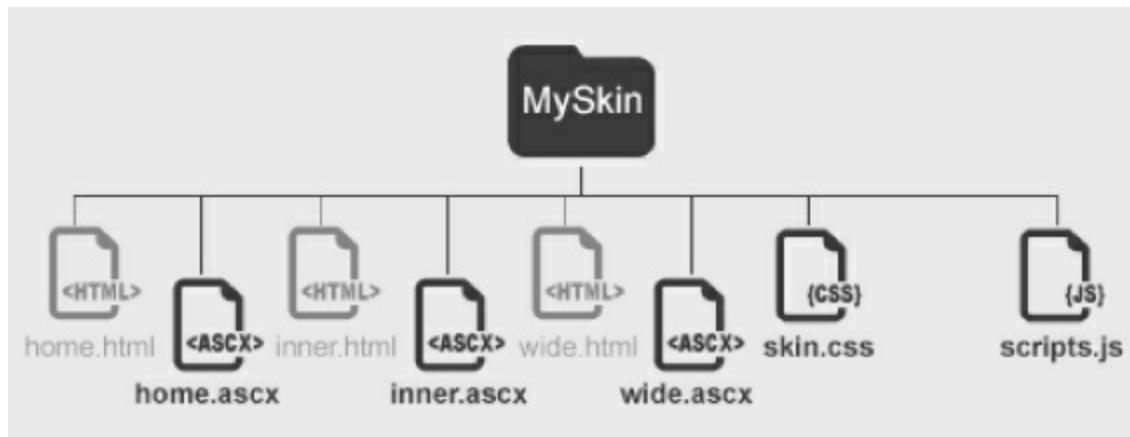 MySkin
<HTML>
home.html
<ASCX>
home.ascx
<HTML>
inner.html
<ASCX>
inner.ascx
<HTML>
wide.html
<ASCX>
wide.ascx
{CSS}
skin.css
{JS}
scripts.js